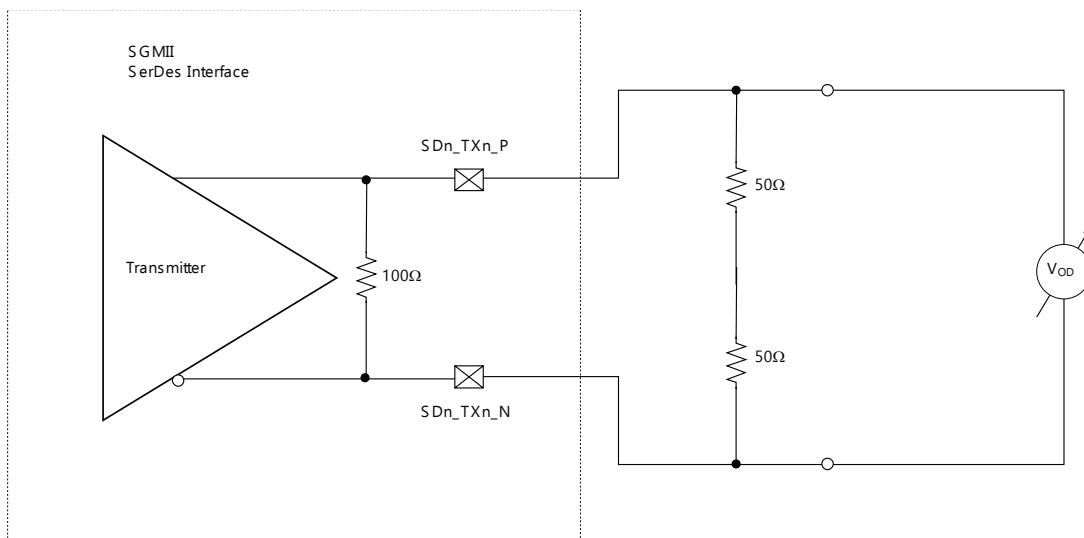 SGMII
SerDes Interface
SDn_TXn_P
50Ω
Transmitter
100Ω
VOD
50Ω
SDn_TXn_N